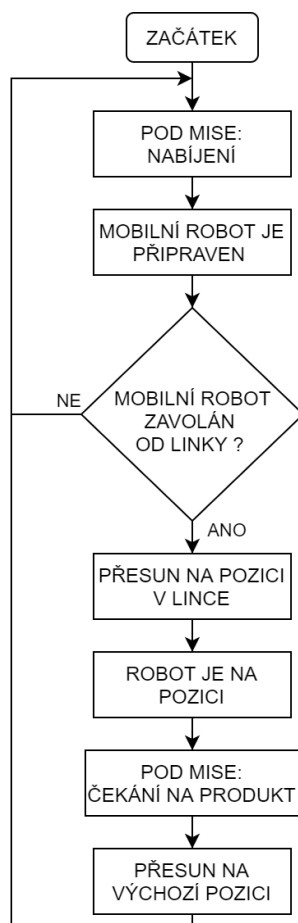 ZAČÁTEK
POD MISE:
NABÍJENÍ
MOBILNÍ ROBOT JE
PŘIPRAVEN
NE
MOBILNÍ ROBOT
ZAVOLÁN
OD LINKY ?
ANO
PŘESUN NA POZICI
V LINCE
ROBOT JE NA
POZICI
POD MISE:
ČEKÁNÍ NA PRODUKT
PŘESUN NA
VÝCHOZÍ POZICI